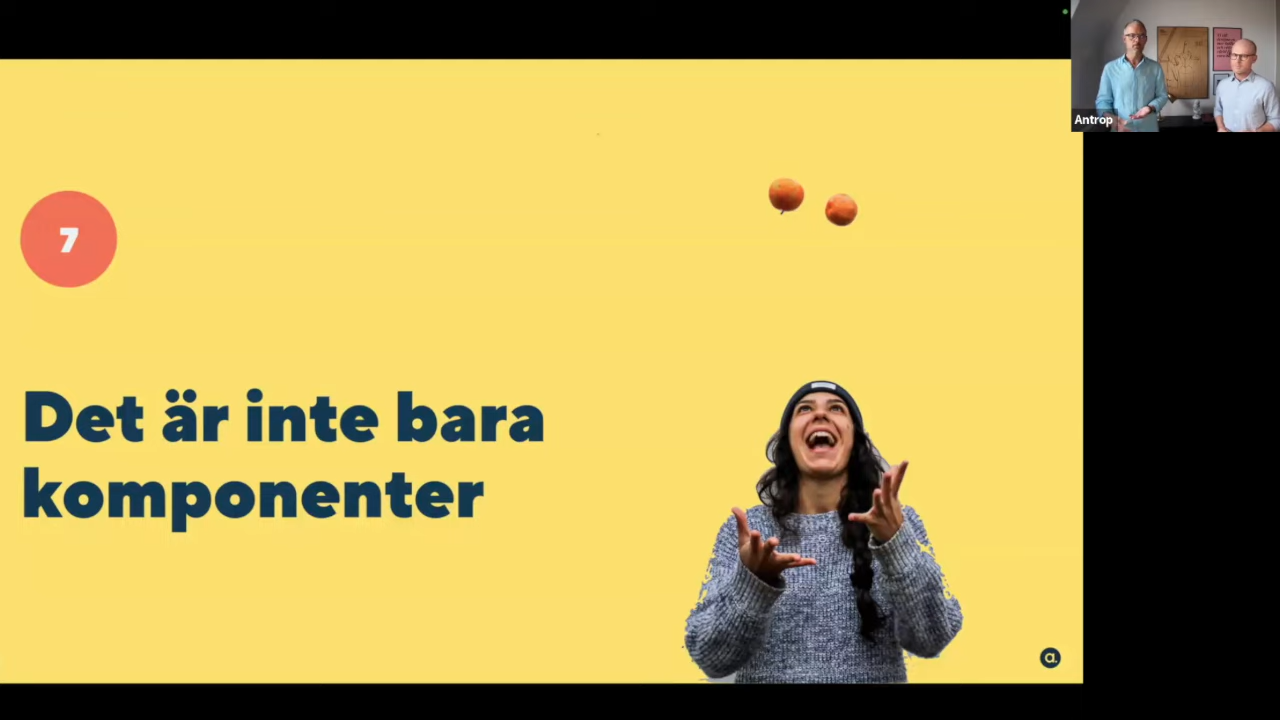 Antrop
7
Det är inte bara
komponenter
a.